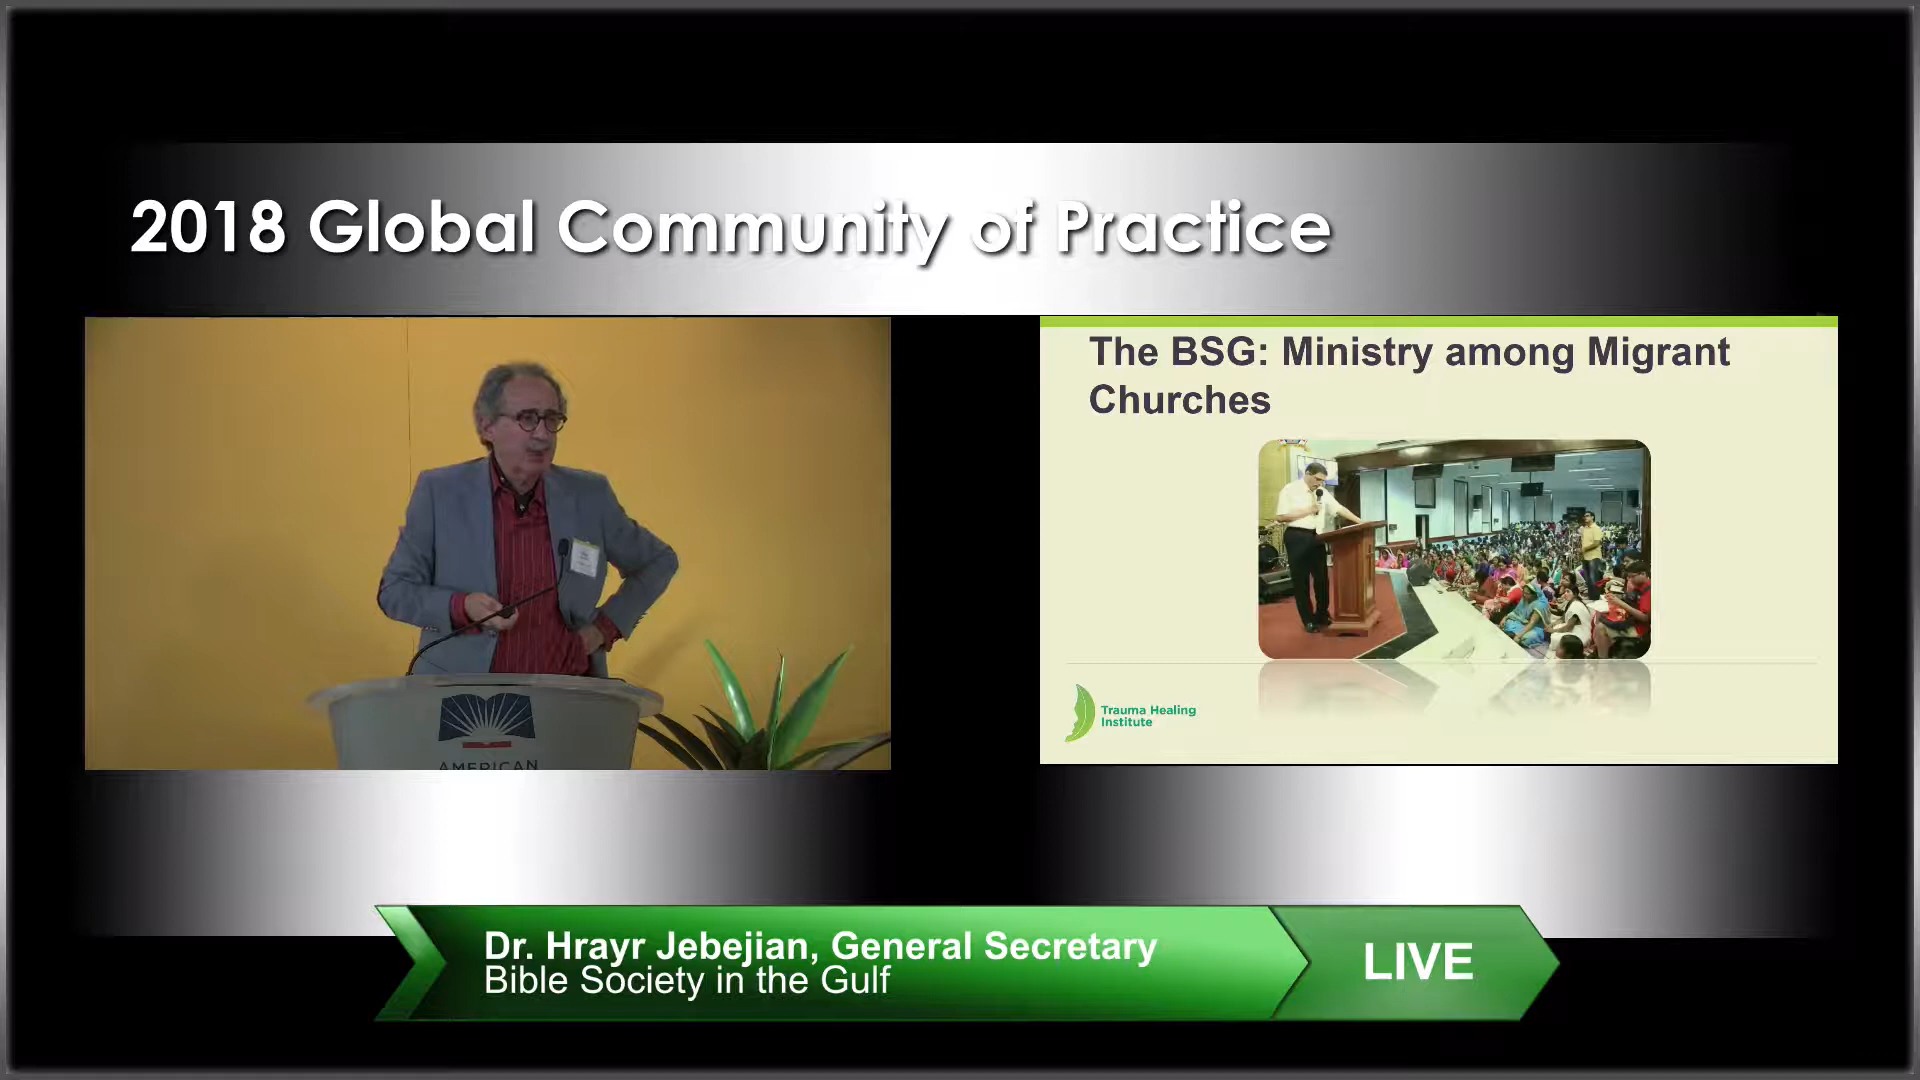 2018 Global Community of Practice
The BSG: Ministry among Migrant
Churches
Trauma Healing
Institute
AMERICAN
Dr. Hrayr Jebejian, General Secretary
Bible Society in the Gulf
LIVE